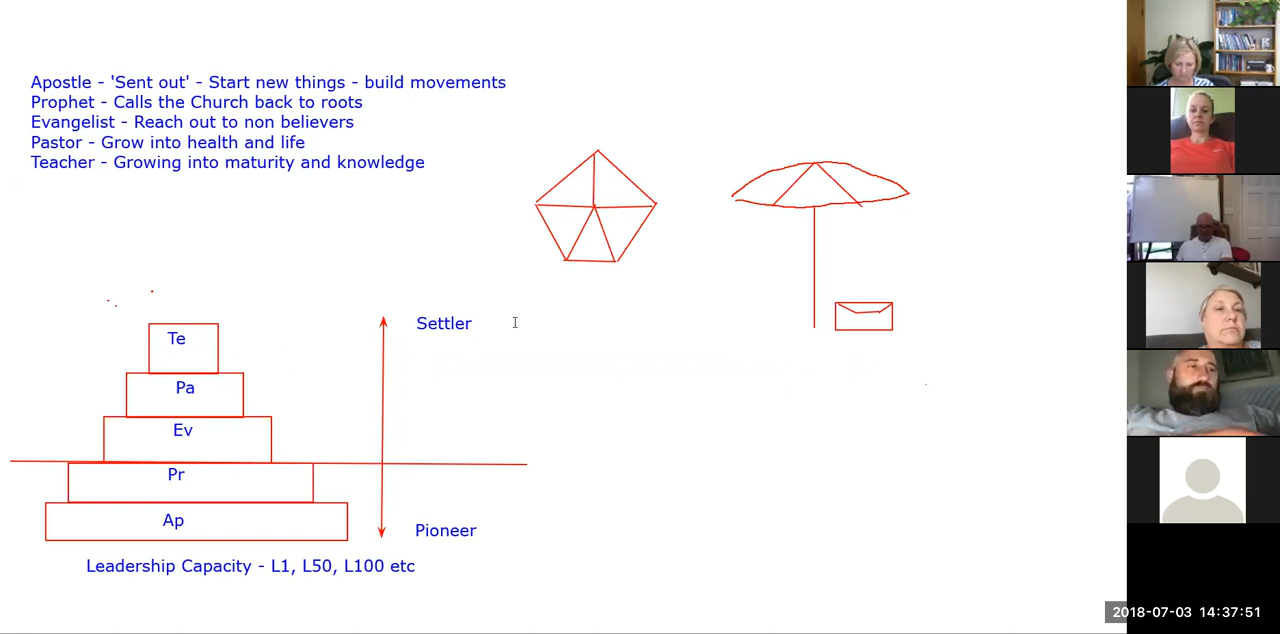 Apostle - 'Sent out' - Start new things - build movements
Prophet - Calls the Church back to roots
Evangelist - Reach out to non believers
Pastor - Grow into health and life
Teacher - Growing into maturity and knowledge
Te
Pa
Ev
Pr
Ap
Settler
Pioneer
Leadership Capacity - L1, L50, L100 etc
2018-07-03 14:37:51